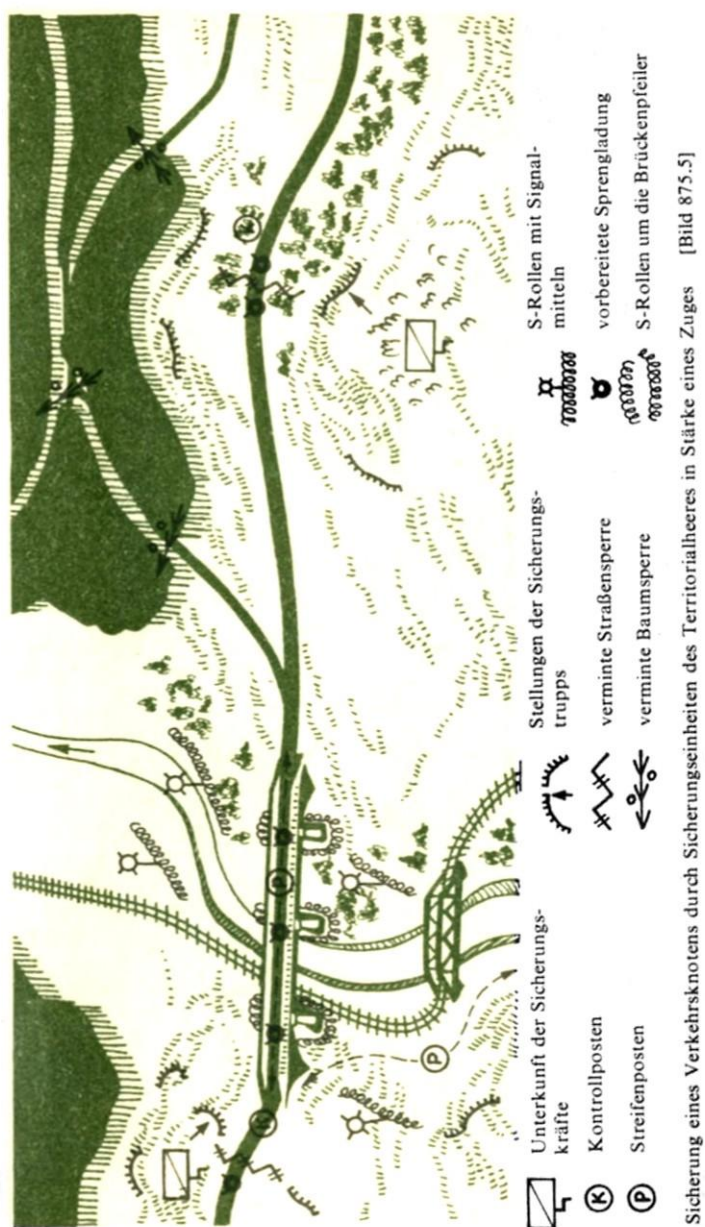 K
P
P
K
Unterkunft der Sicherungs-
kräfte
K Kontrollposten
P Streifenposten
Stellungen der Sicherungs-
trupps
verminte Straßensperre
verminte Baumsperre
S-Rollen mit Signal-
mitteln
vorbereitete Sprengladung
S-Rollen um die Brückenpfeiler
Sicherung eines Verkehrsknotens durch Sicherungseinheiten des Territorialheeres in Stärke eines Zuges [Bild 875.5]